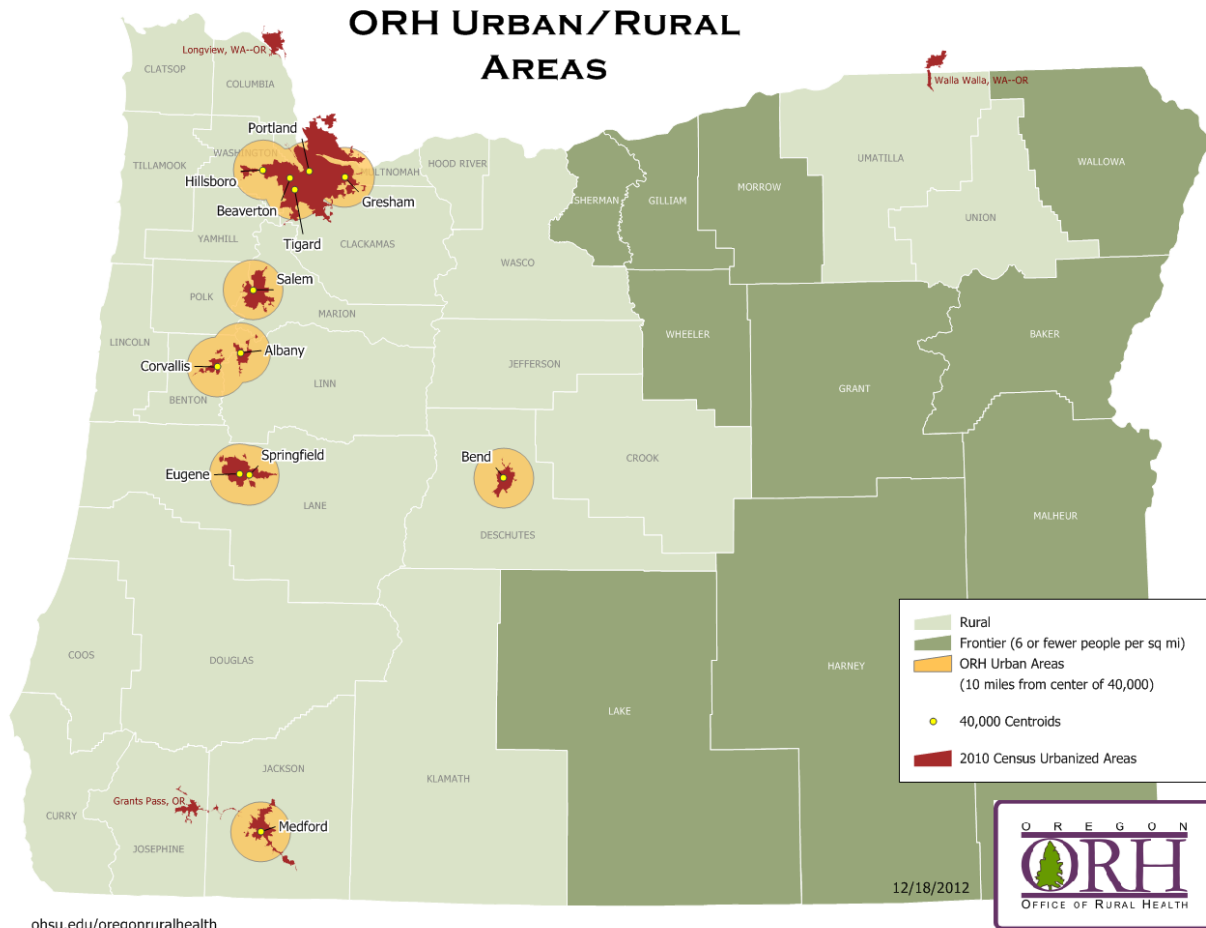 ORH URBAN/RURAL
AREAS
Longview, WA--OR
CLATSOP
COLUMBIA
Walla Walla, WA--OR
Portland
TILLAMOOK
WASHINGTON
HOOD RIVER
MULTNOMAH
UMATILLA
WALLOWA
Hillsboro
Beaverton
Gresham
SHERMAN
GILLIAM
MORROW
UNION
YAMHILL
Tigard
CLACKAMAS
WASCO
Salem
POLK
MARION
LINCOLN
WHEELER
BAKER
Corvallis
Albany
JEFFERSON
LINN
GRANT
BENTON
Eugene
Springfield
Bend
CROOK
LANE
DESCHUTES
MALHEUR
COOS
DOUGLAS
HARNEY
LAKE
Rural
Frontier (6 or fewer people per sq mi)
ORH Urban Areas
(10 miles from center of 40,000)
40,000 Centroids
2010 Census Urbanized Areas
JACKSON
KLAMATH
Grants Pass, OR
CURRY
Medford
JOSEPHINE
12/18/2012
OREGON
ORH
OFFICE OF RURAL HEALTH
ohsu.edu/oregonruralhealth